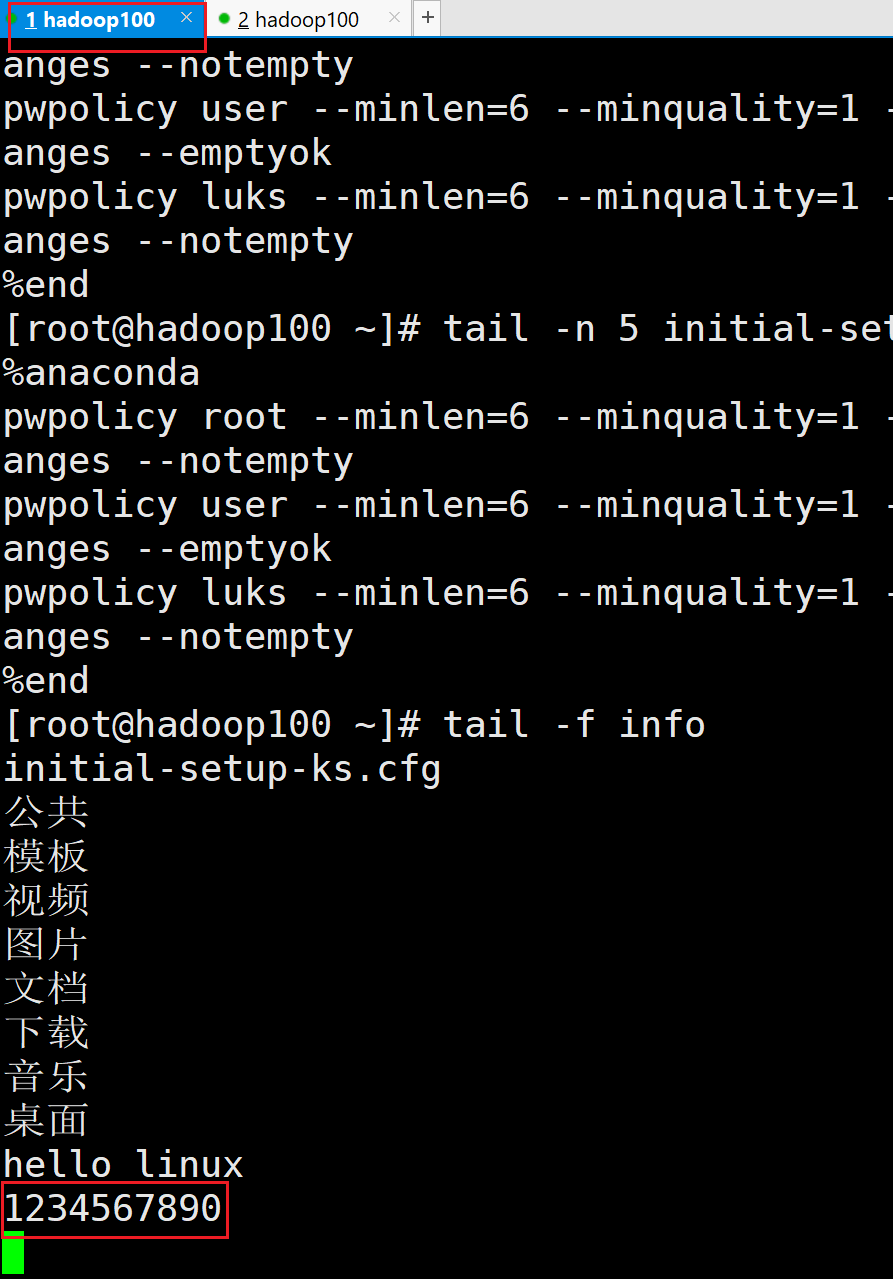 1 hadoop100 × 2 hadoop100 × +
anges --notempty
pwpolicy user --minlen=6 --minquality=1 -
anges --emptyok
pwpolicy luks --minlen=6 --minquality=1 -
anges --notempty
%end
[root@hadoop100 ~]# tail -n 5 initial-set
%anaconda
pwpolicy root --minlen=6 --minquality=1 -
anges --notempty
pwpolicy user --minlen=6 --minquality=1 -
anges --emptyok
pwpolicy luks --minlen=6 --minquality=1 -
anges --notempty
%end
[root@hadoop100 ~]# tail -f info
initial-setup-ks.cfg
公共
模板
视频
图片
文档
下载
音乐
桌面
hello linux
1234567890